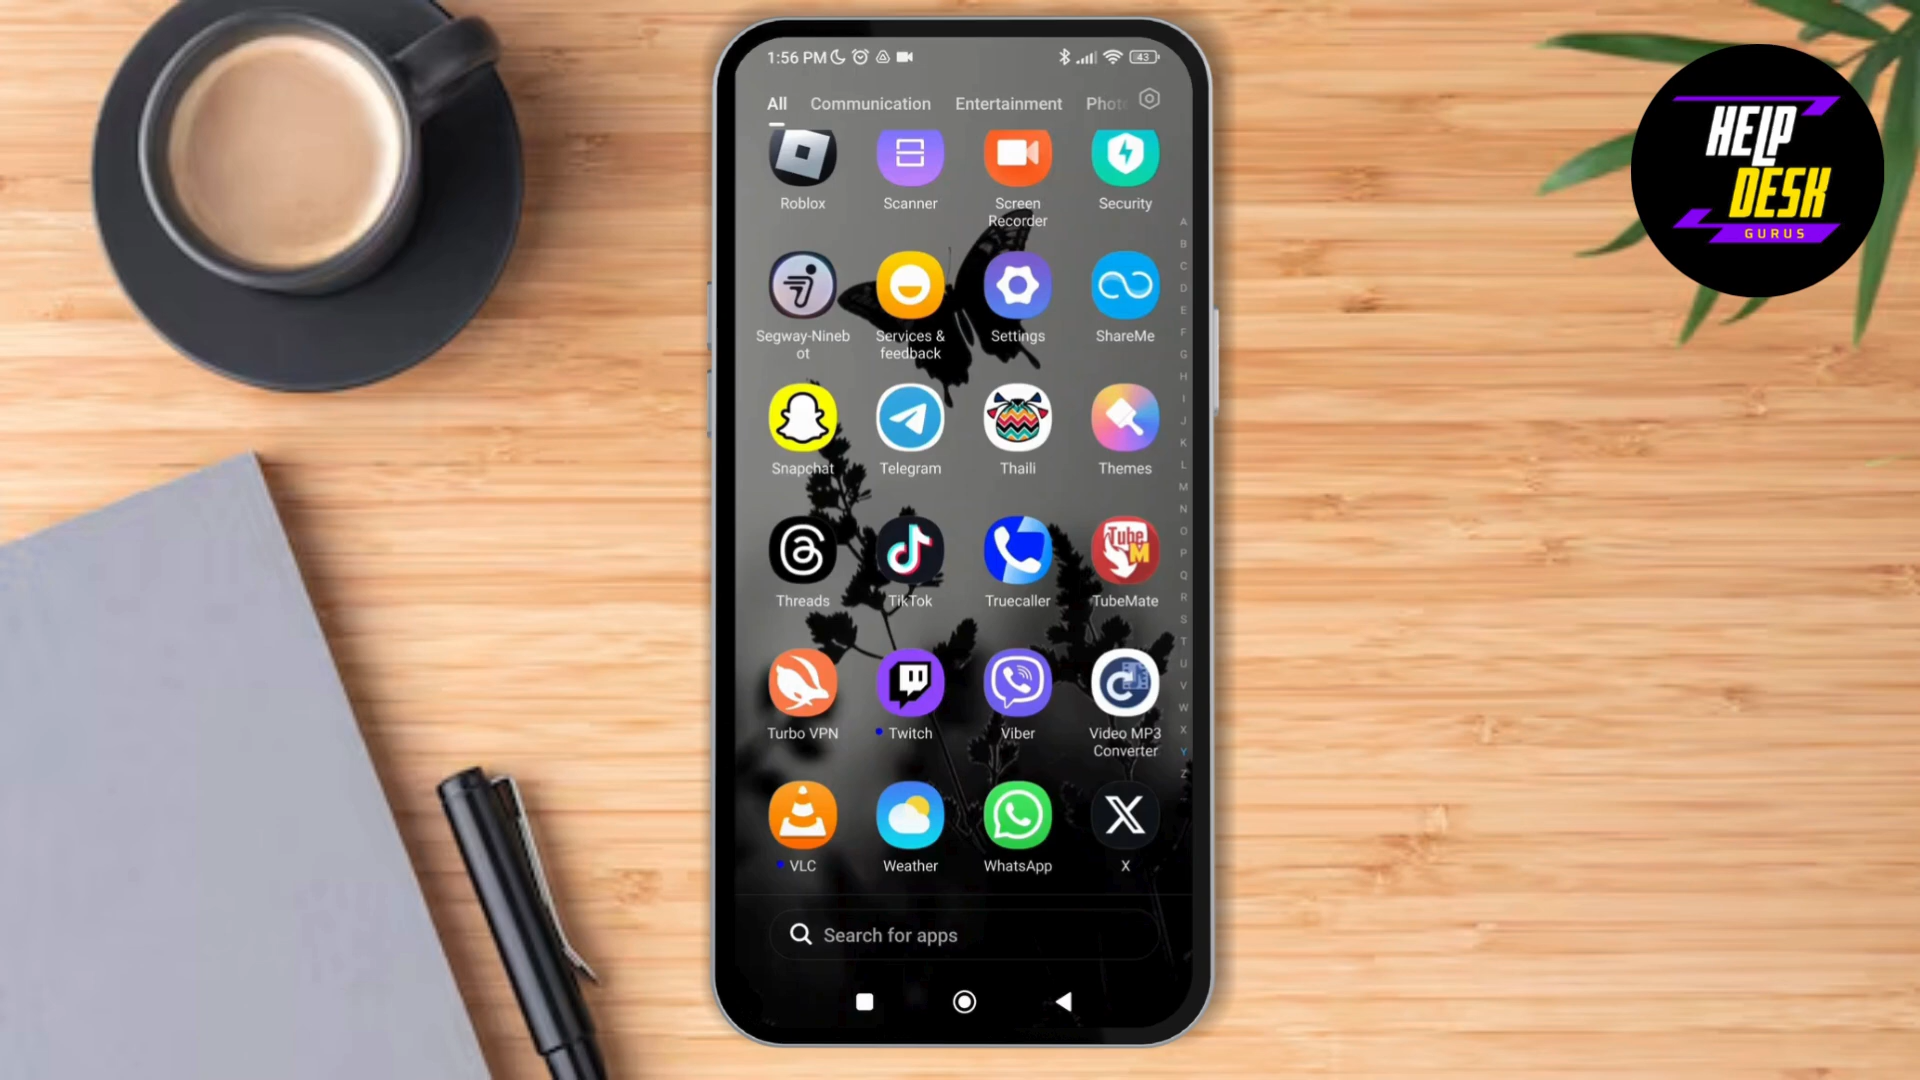 1:56 PM
43
All Communication Entertainment Phot
Roblox Scanner Screen Recorder Security
Segway-Nineb
ot
Services &
feedback
Settings ShareMe
Snapchat Telegram Thaili Themes
Threads TikTok Truecaller TubeMate
Tube
M
Turbo VPN Twitch Viber Video MP3
Converter
VLC Weather WhatsApp X
Search for apps
A
B
C
D
E
F
G
H
I
J
K
L
M
N
O
P
Q
R
S
T
U
V
W
X
Y
Z
HELP
DESK
GURUS